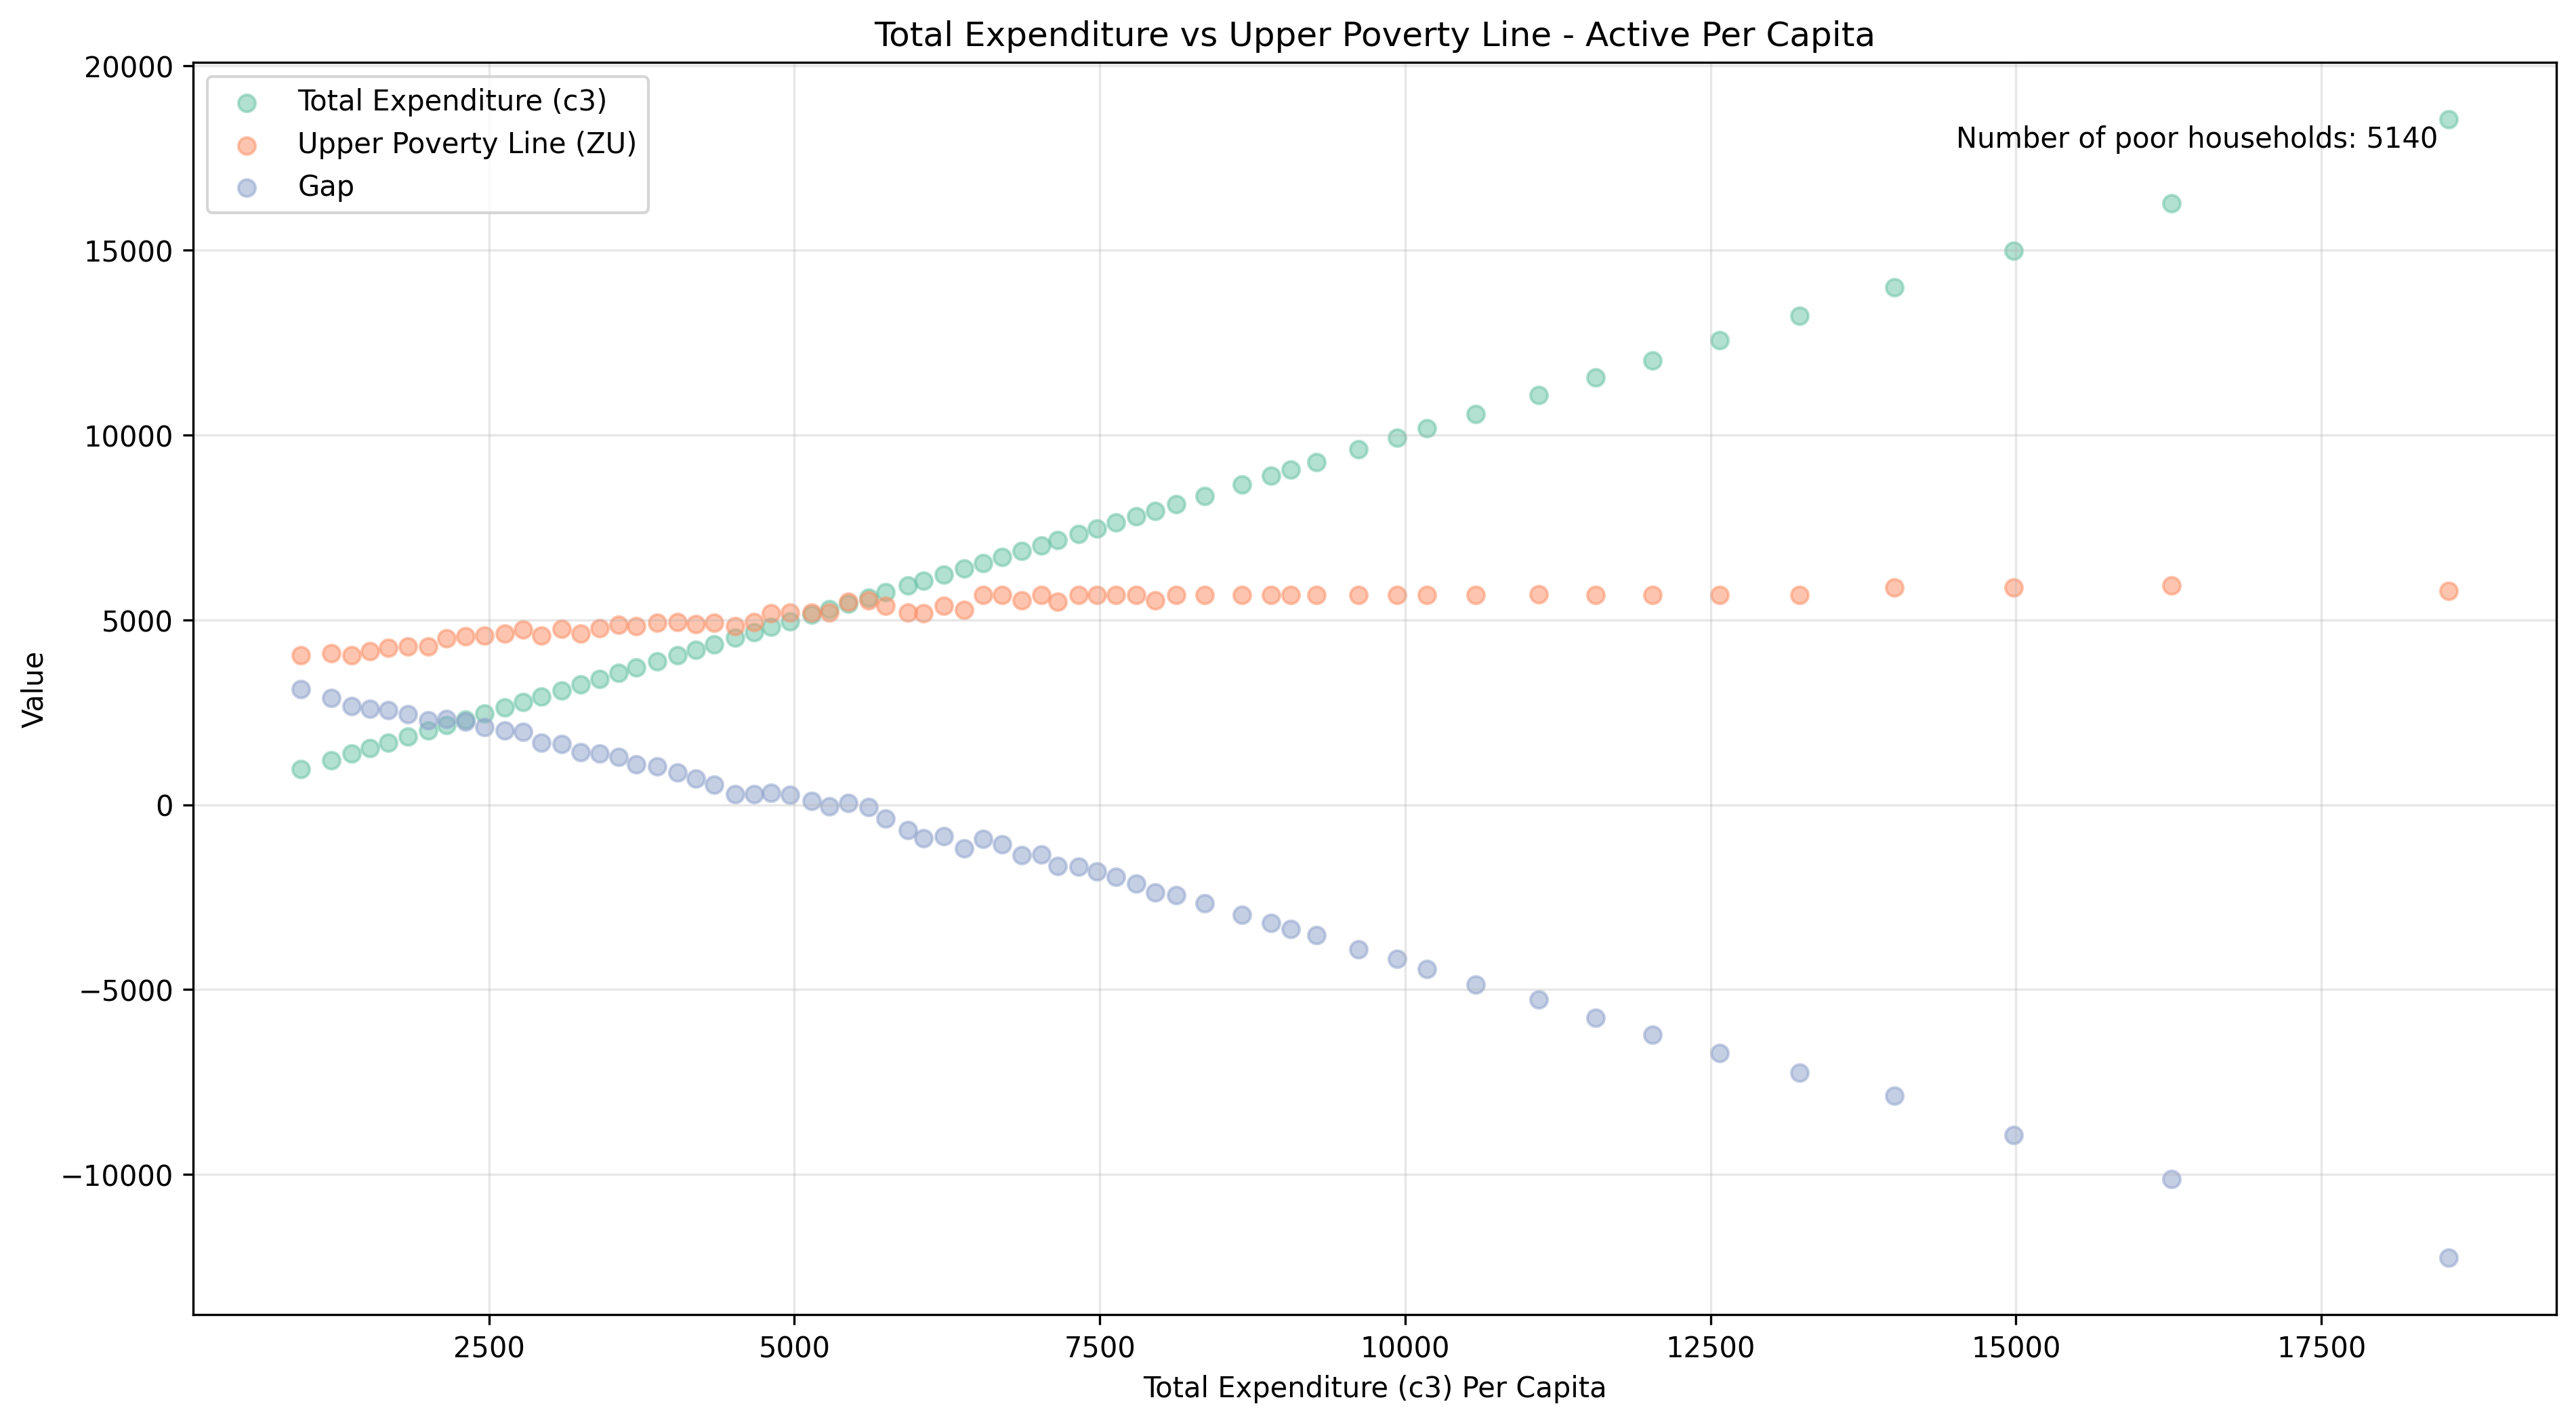 Total Expenditure vs Upper Poverty Line - Active Per Capita
Total Expenditure (c3)
Upper Poverty Line (ZU)
Gap
Number of poor households: 5140
Value
20000
15000
10000
5000
0
−5000
−10000
2500
5000
7500
10000
12500
15000
17500
Total Expenditure (c3) Per Capita